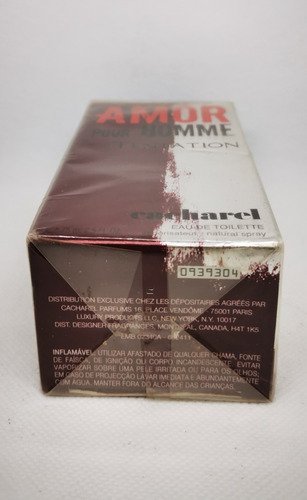 AMOR
POUR HOMME
TENTATION
cacharel
EAU DE TOILETTE
natural spray
0939304
DISTRIBUTION EXCLUSIVE CHEZ LES DÉPOSITAIRES AGRÉÉS PAR
CACHAREL PARFUMS 16, PLACE VENDÔME 75001 PARIS
LUXURY PRODUCTS LLC, NEW YORK, N.Y. 10017
DIST. DESIGNER FRAGRANCES, MONTRÉAL, CANADA, H4T 1K5
EMB
INFLAMÁVEL: UTILIZAR AFASTADO DE QUALQUER CHAMA, FONTE
DE FAÍSCA, DE IGNIÇÃO OU CORPO INCANDESCENTE. EVITAR
VAPORIZAR SOBRE UMA PELE IRRITADA OU PARA OS OLHOS;
EM CASO DE PROJECÇÃO LAVAR IMEDIATA E ABUNDANTEMENTE
COM ÁGUA. MANTER FORA DO ALCANCE DAS CRIANÇAS.